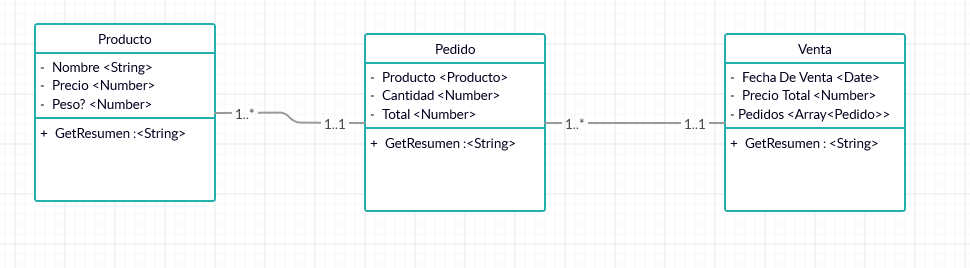 Producto
- Nombre <String>
- Precio <Number>
- Peso? <Number>
+ GetResumen :<String>
1..*
1..1
Pedido
- Producto <Producto>
- Cantidad <Number>
- Total <Number>
+ GetResumen :<String>
1..*
1..1
Venta
- Fecha De Venta <Date>
- Precio Total <Number>
- Pedidos <Array<Pedido>>
+ GetResumen : <String>